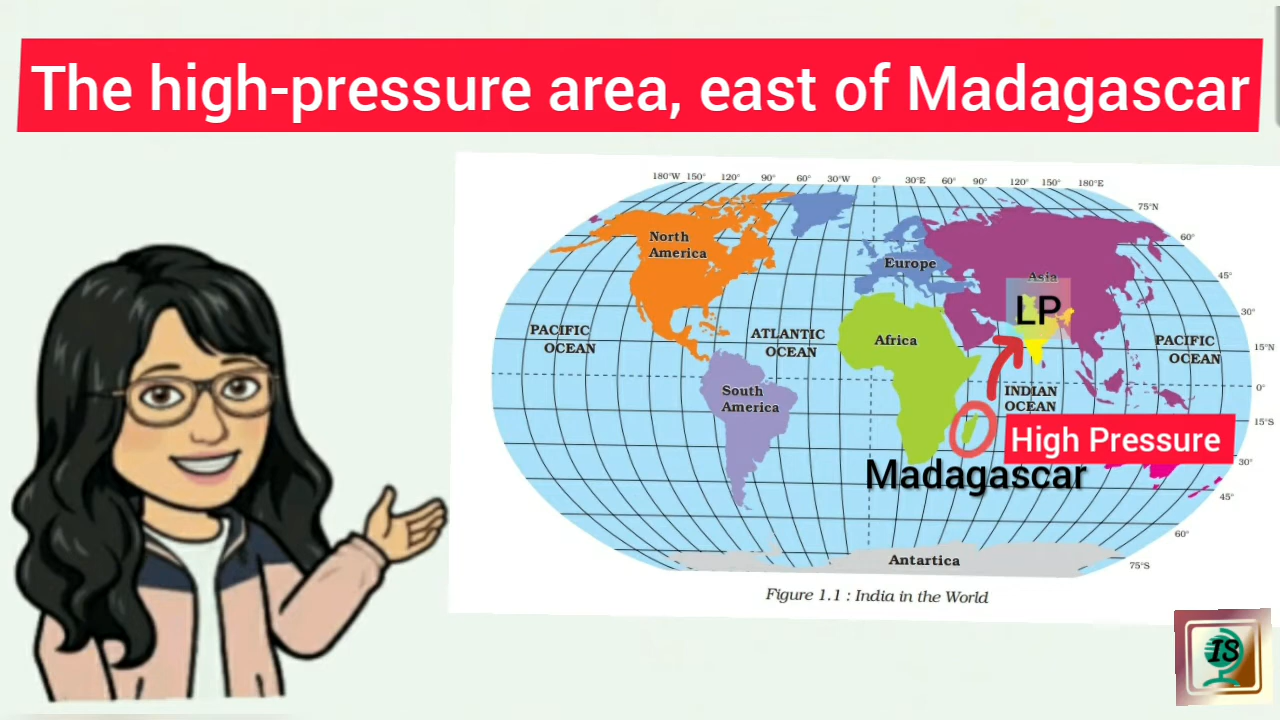 The high-pressure area, east of Madagascar
180°W 150° 120° 90° 60° 30°W 0° 30°E 60° 90° 120° 150° 180°E
75°N
60°
North
America
Europe
Asia
45°
LP
30°
PACIFIC
OCEAN
ATLANTIC
OCEAN
Africa
PACIFIC
OCEAN
15°N
0°
South
America
INDIAN
OCEAN
15°S
High Pressure
30°
Madagascar
45°
60°
Antartica
75°S
Figure 1.1 : India in the World
IS